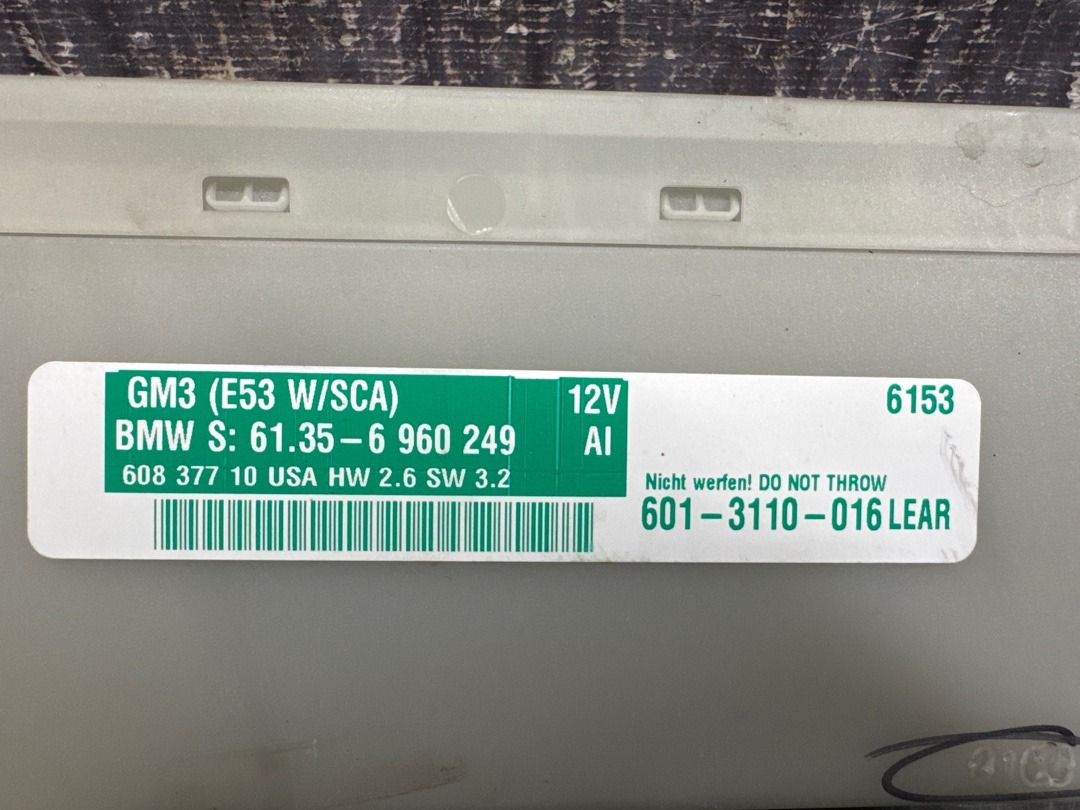 GM3 (E53 W/SCA)
12V
BMW S: 61.35-6 960 249
AI
608 377 10 USA HW 2.6 SW 3.2
6153
Nicht werfen! DO NOT THROW
601-3110-016 LEAR